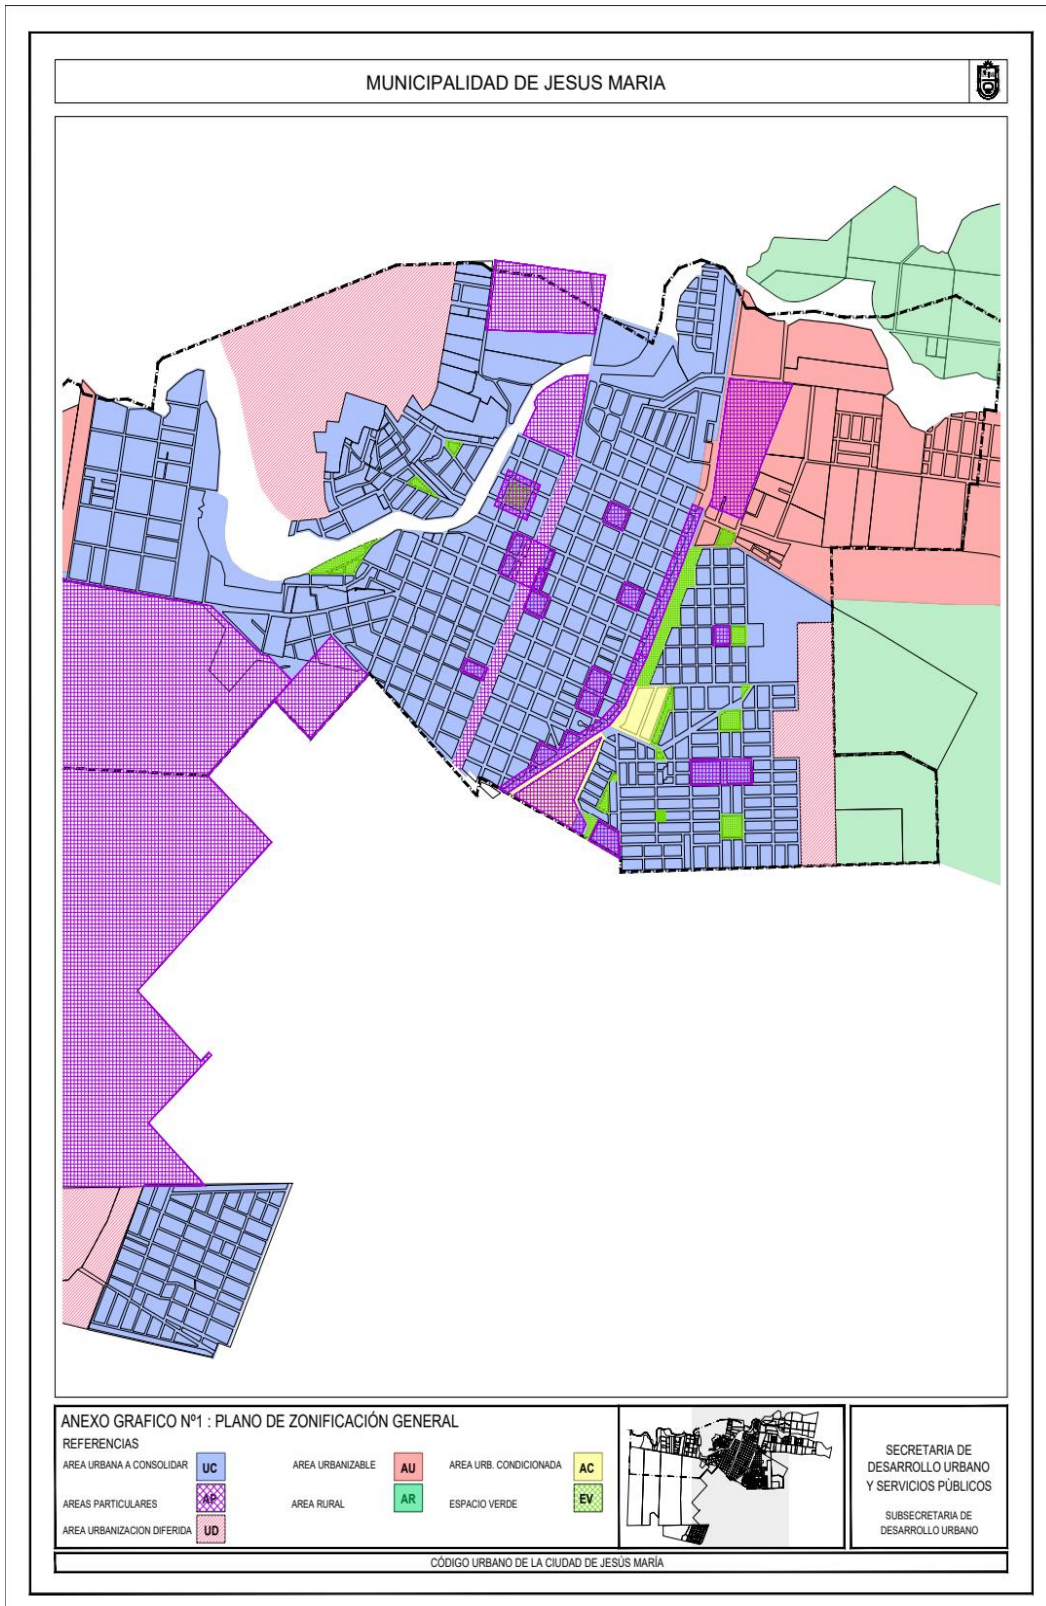 MUNICIPALIDAD DE JESUS MARIA
ANEXO GRAFICO Nº1 : PLANO DE ZONIFICACIÓN GENERAL
REFERENCIAS
AREA URBANA A CONSOLIDAR UC
AREA URBANIZABLE AU
AREA URB. CONDICIONADA AC
AREAS PARTICULARES AP
AREA RURAL AR
ESPACIO VERDE EV
AREA URBANIZACION DIFERIDA UD
SECRETARIA DE
DESARROLLO URBANO
Y SERVICIOS PÙBLICOS
SUBSECRETARIA DE
DESARROLLO URBANO
CÓDIGO URBANO DE LA CIUDAD DE JESÚS MARÍA